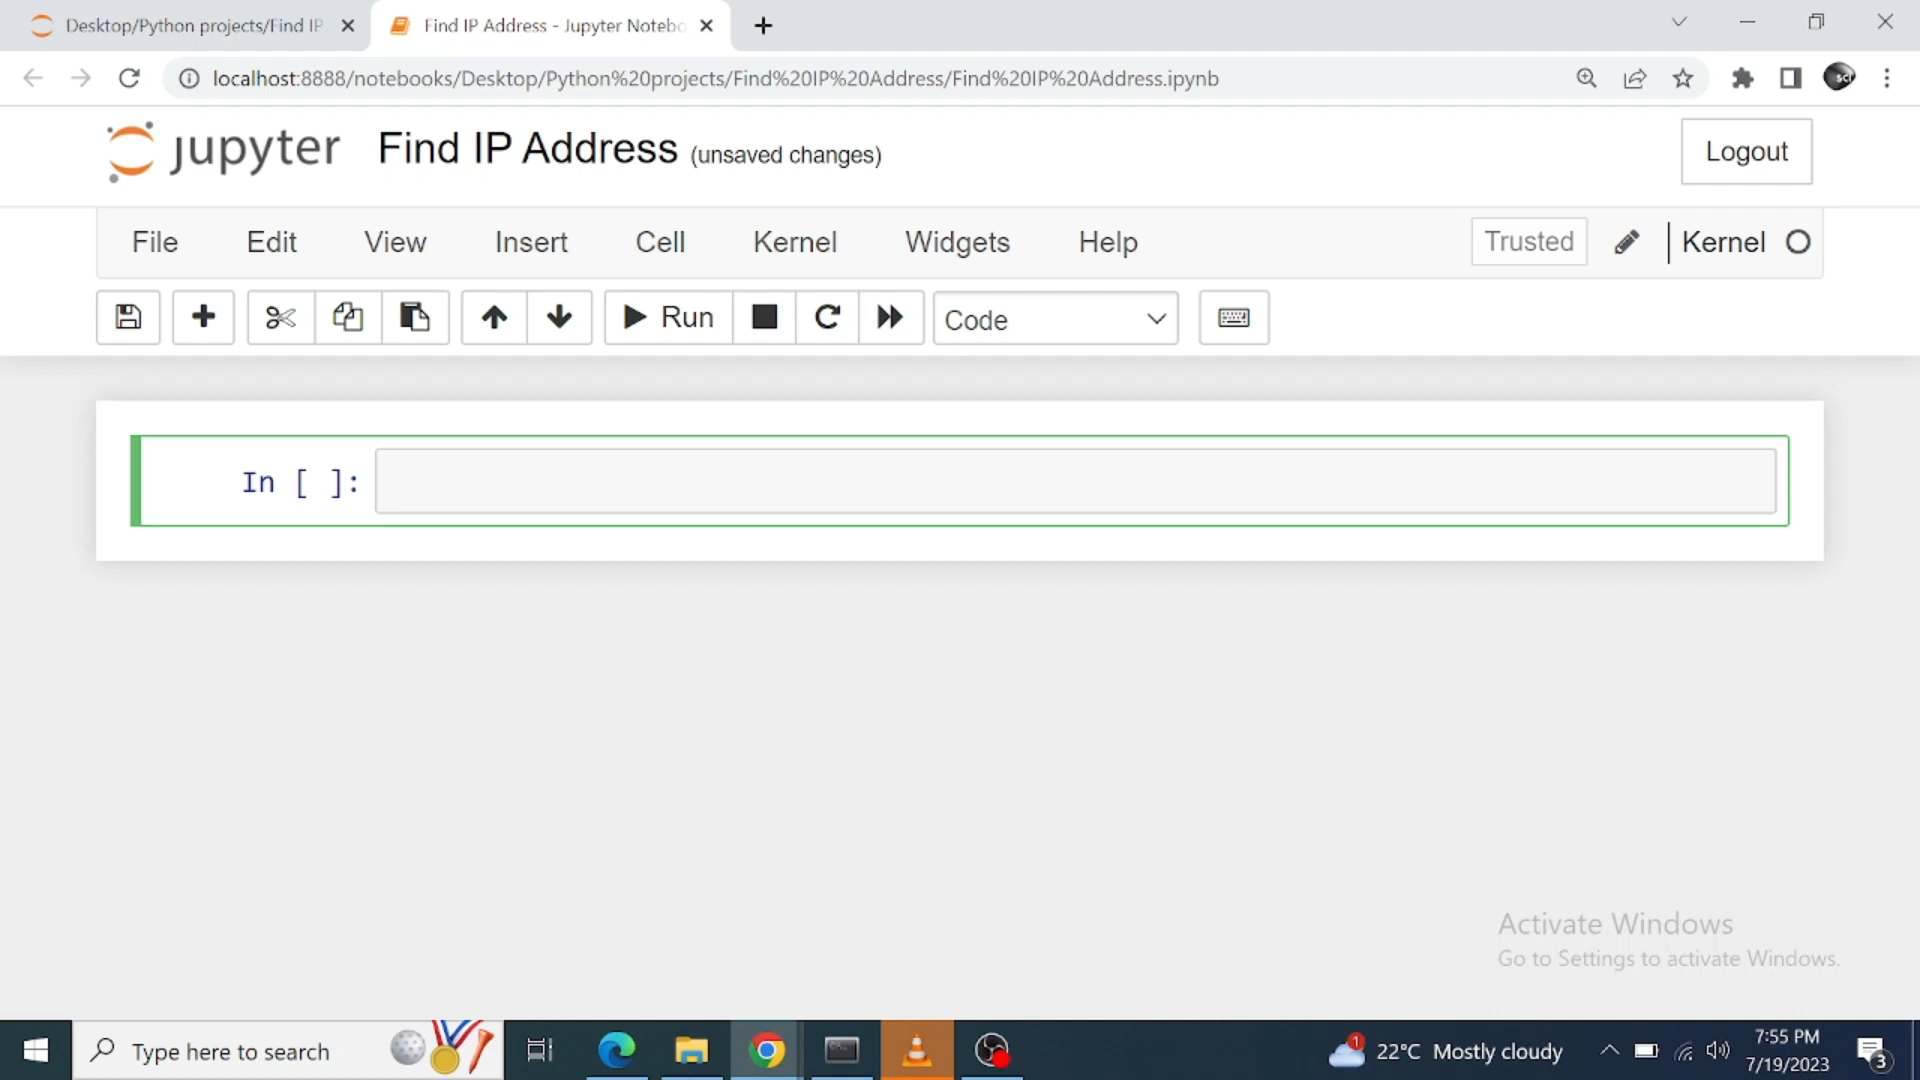 Desktop/Python projects/Find IP
Find IP Address - Jupyter Notebo
localhost:8888/notebooks/Desktop/Python%20projects/Find%20IP%20Address/Find%20IP%20Address.ipynb
jupyter Find IP Address (unsaved changes)
Logout
File Edit View Insert Cell Kernel Widgets Help
Trusted
Kernel
Run
Code
In [ ]:
Activate Windows
Go to Settings to activate Windows.
Type here to search
1
22°C Mostly cloudy
7:55 PM
7/19/2023
3